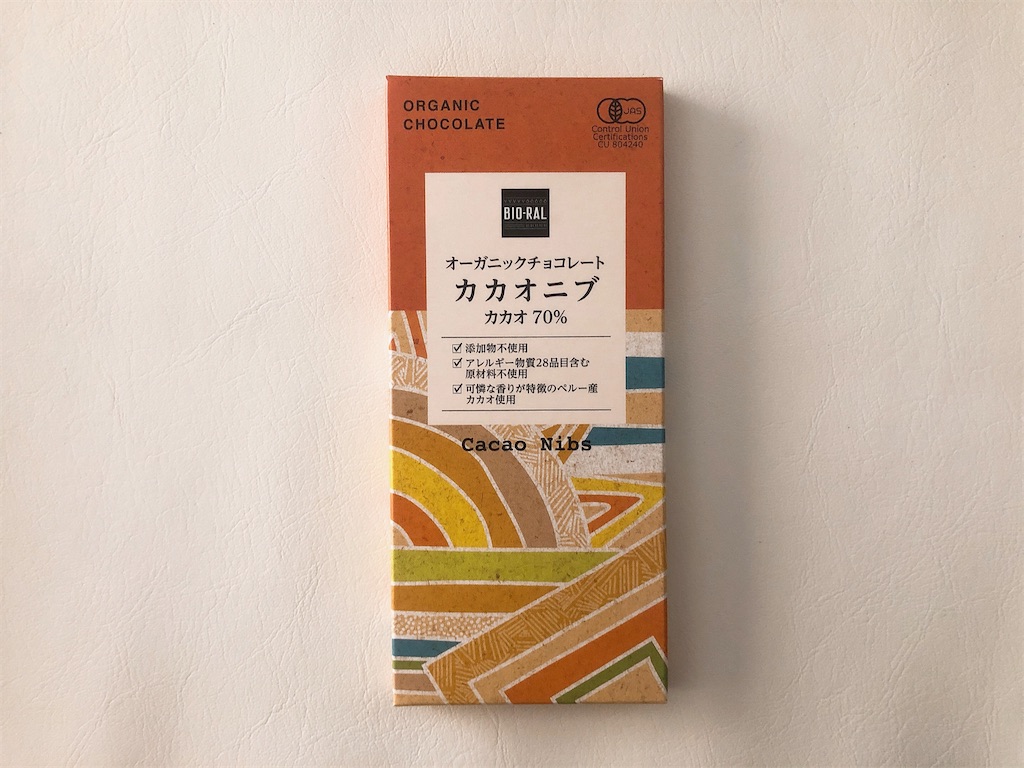 ORGANIC
CHOCOLATE
JAS
Control Union
Certifications
CU 804240
BIO-RAL
オーガニックチョコレート
カカオニブ
カカオ 70%
添加物不使用
アレルギー物質28品目含む
原材料不使用
可憐な香りが特徴のペルー産
カカオ使用
Cacao Nibs